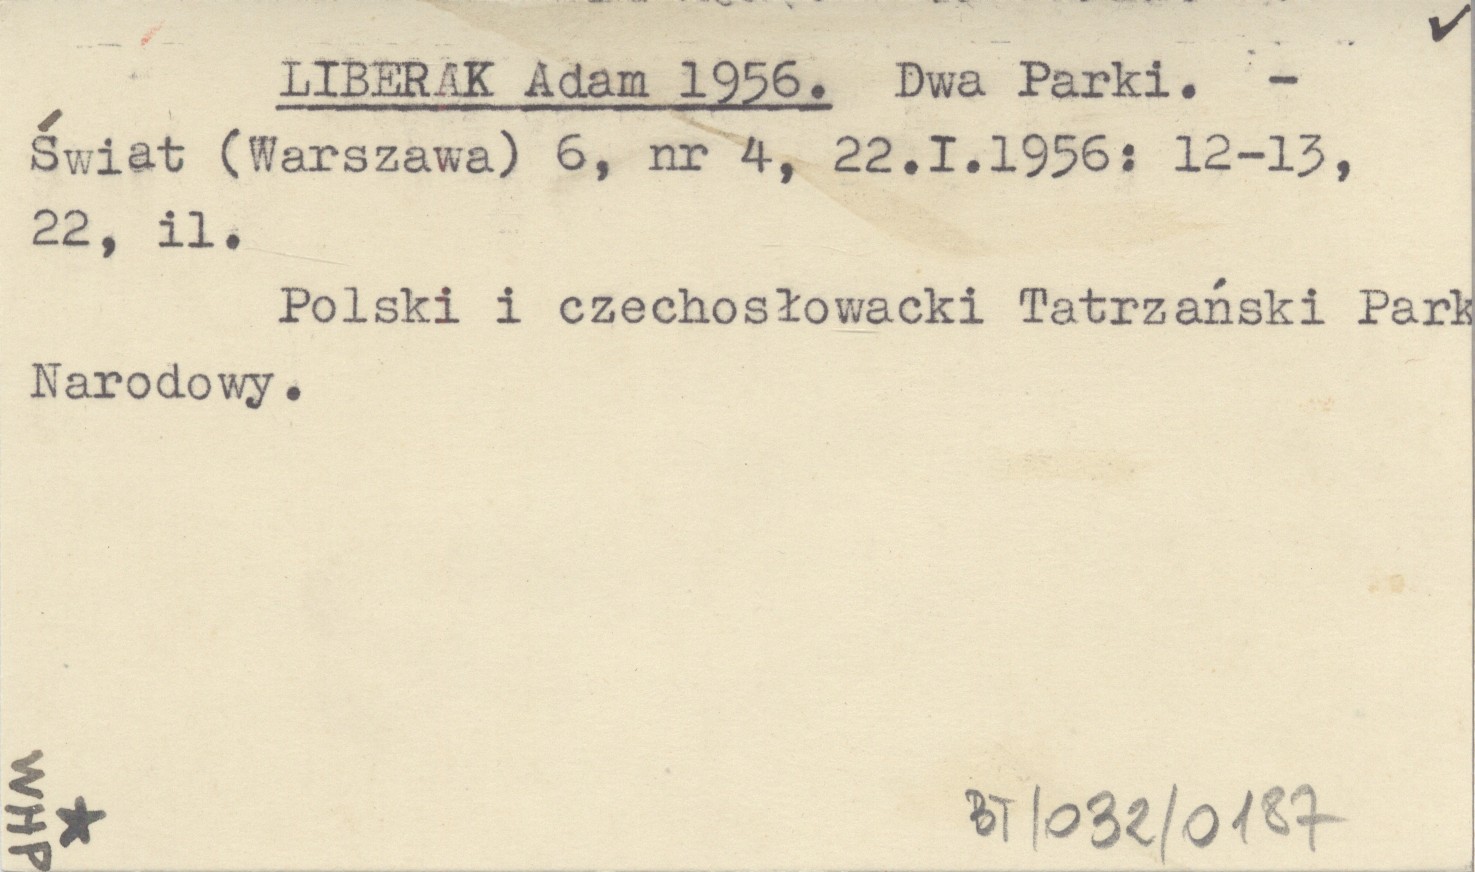 LIBERAK Adam 1956. Dwa Parki. -
Świat (Warszawa) 6, nr 4, 22.I.1956: 12-13,
22, il.
Polski i czechosłowacki Tatrzański Park
Narodowy.
WHP
BT/032/0187